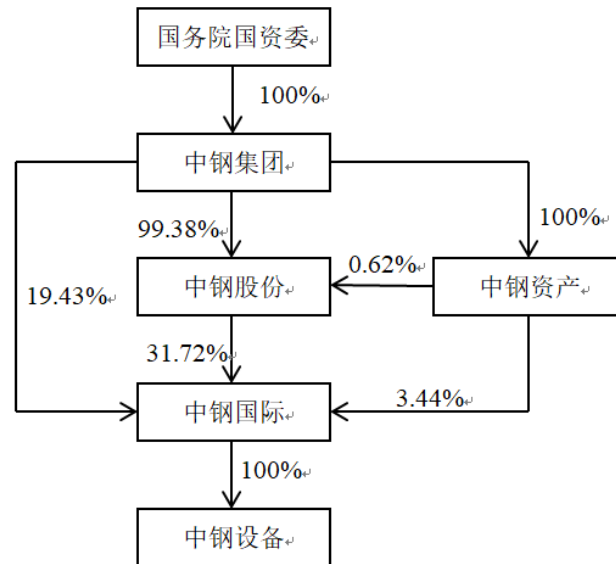 国务院国资委
100%
中钢集团
100%
99.38%
0.62%
中钢股份
中钢资产
19.43%
31.72%
3.44%
中钢国际
100%
中钢设备